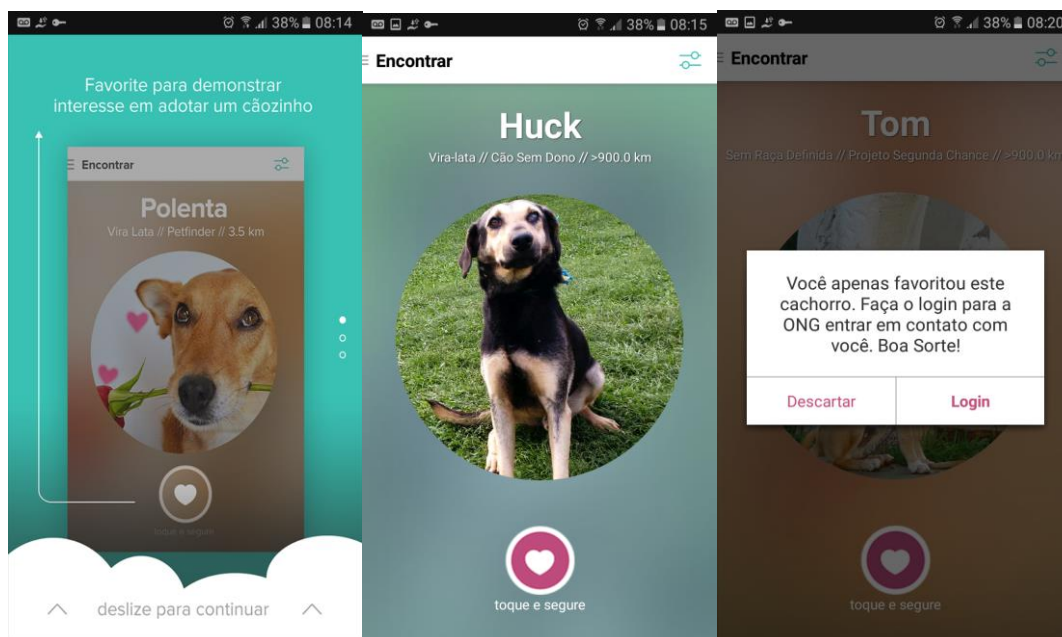 38% 08:14
Favorite para demonstrar
interesse em adotar um cãozinho
Encontrar
Polenta
Vira Lata // Petfinder // 3.5 km
toque e segure
deslize para continuar
38% 08:15
Encontrar
Huck
Vira-lata // Cão Sem Dono // >900.0 km
toque e segure
38% 08:20
Encontrar
Tom
Sem Raça Definida // Projeto Segunda Chance // >900.0 km
Você apenas favoritou este
cachorro. Faça o login para a
ONG entrar em contato com
você. Boa Sorte!
Descartar
Login
toque e segure